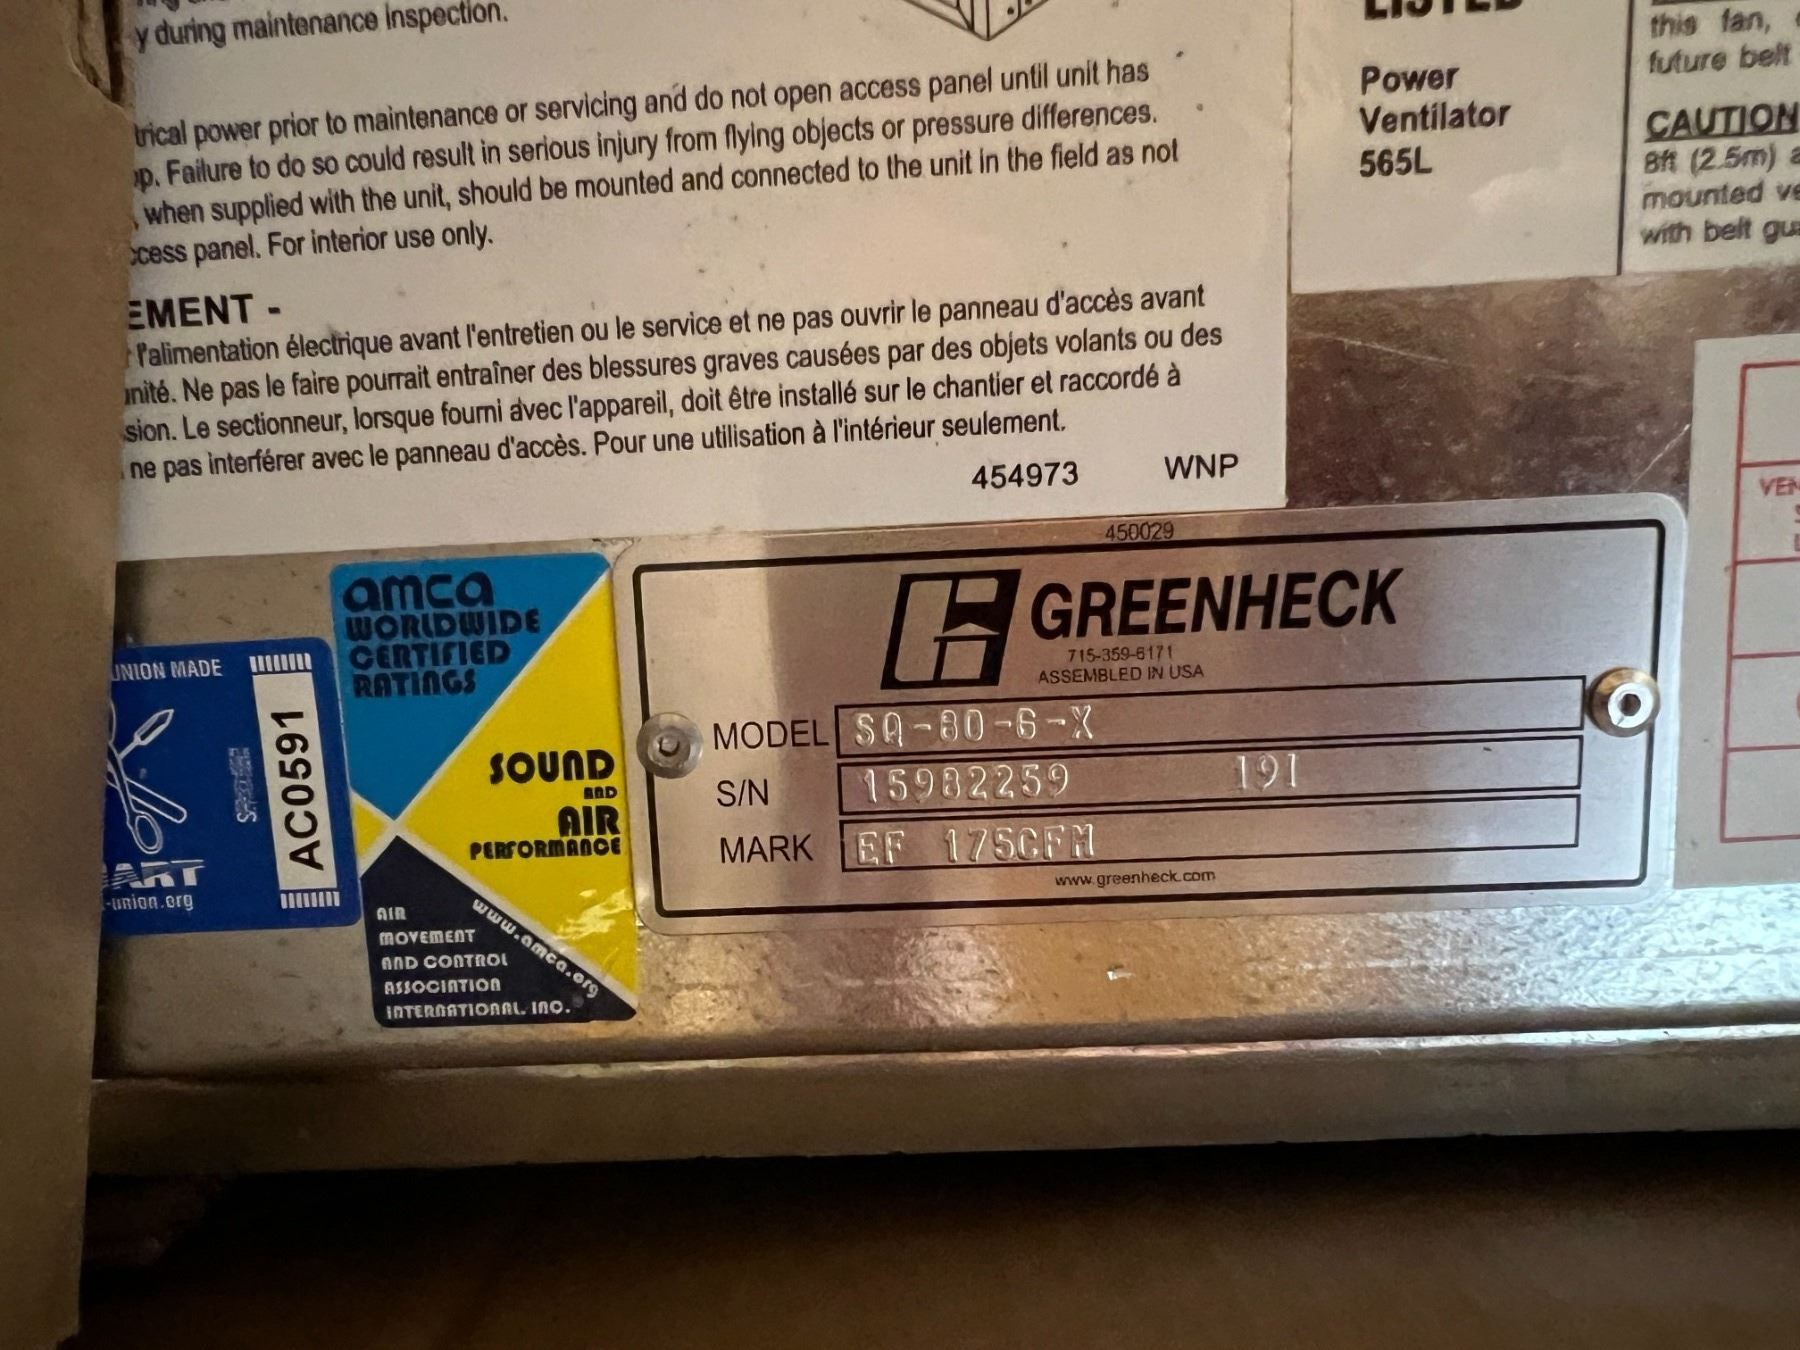 y during maintenance inspection.
trical power prior to maintenance or servicing and do not open access panel until unit has
op. Failure to do so could result in serious injury from flying objects or pressure differences.
, when supplied with the unit, should be mounted and connected to the unit in the field as not
ccess panel. For interior use only.
EMENT -
r l'alimentation électrique avant l'entretien ou le service et ne pas ouvrir le panneau d'accès avant
unité. Ne pas le faire pourrait entraîner des blessures graves causées par des objets volants ou des
sion. Le sectionneur, lorsque fourni avec l'appareil, doit être installé sur le chantier et raccordé à
ne pas interférer avec le panneau d'accès. Pour une utilisation à l'intérieur seulement.
454973 WNP
LISTED
Power
Ventilator
565L
this fan,
future belt
CAUTION
8ft (2.5m) a
mounted ve
with belt gua
VEN
UNION MADE
AC0591
ART
-union.org
amca
WORLDWIDE
CERTIFIED
RATINGS
SOUND
AND
AIR
PERFORMANCE
AIR
MOVEMENT
AND CONTROL
ASSOCIATION
INTERNATIONAL, INC.
www.amca.org
450029
GREENHECK
715-359-6171
ASSEMBLED IN USA
MODEL SQ-80-6-X
S/N 15982259 191
MARK EF 175CFM
www.greenheck.com